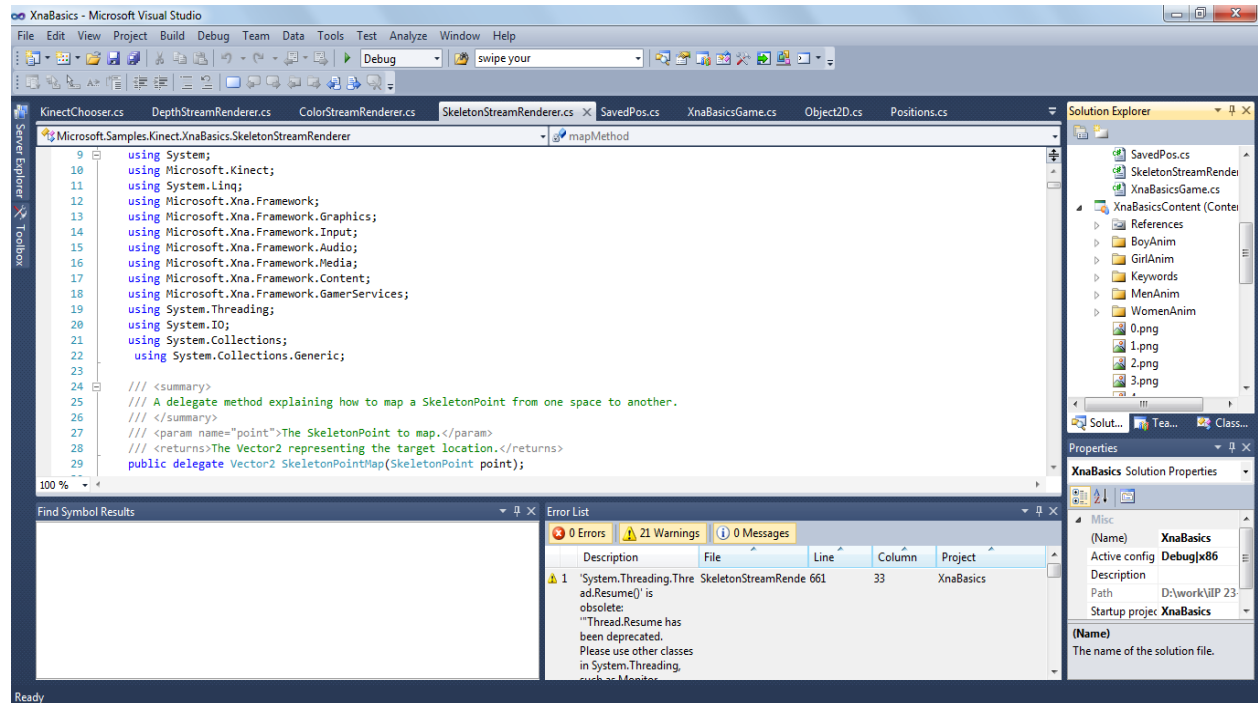 XnaBasics - Microsoft Visual Studio
File Edit View Project Build Debug Team Data Tools Test Analyze Window Help
Debug swipe your
KinectChooser.cs DepthStreamRenderer.cs ColorStreamRenderer.cs SkeletonStreamRenderer.cs SavedPos.cs XnaBasicsGame.cs Object2D.cs Positions.cs
Microsoft.Samples.Kinect.XnaBasics.SkeletonStreamRenderer mapMethod
Server Explorer
Toolbox
9 using System;
10 using Microsoft.Kinect;
11 using System.Linq;
12 using Microsoft.Xna.Framework;
13 using Microsoft.Xna.Framework.Graphics;
14 using Microsoft.Xna.Framework.Input;
15 using Microsoft.Xna.Framework.Audio;
16 using Microsoft.Xna.Framework.Media;
17 using Microsoft.Xna.Framework.Content;
18 using Microsoft.Xna.Framework.GamerServices;
19 using System.Threading;
20 using System.IO;
21 using System.Collections;
22 using System.Collections.Generic;
23
24 /// <summary>
25 /// A delegate method explaining how to map a SkeletonPoint from one space to another.
26 /// </summary>
27 /// <param name="point">The SkeletonPoint to map.</param>
28 /// <returns>The Vector2 representing the target location.</returns>
29 public delegate Vector2 SkeletonPointMap(SkeletonPoint point);
100 %
Find Symbol Results
Error List
0 Errors 21 Warnings 0 Messages
Description File Line Column Project
1 'System.Threading.Thre SkeletonStreamRende 661 33 XnaBasics
ad.Resume()' is
obsolete:
'"Thread.Resume has
been deprecated.
Please use other classes
in System.Threading,
such as Monitor
Solution Explorer
SavedPos.cs
SkeletonStreamRender
XnaBasicsGame.cs
XnaBasicsContent (Conter
References
BoyAnim
GirlAnim
Keywords
MenAnim
WomenAnim
0.png
1.png
2.png
3.png
Solut... Tea... Class...
Properties
XnaBasics Solution Properties
Misc
(Name) XnaBasics
Active config Debug|x86
Description
Path D:\work\iIP 23-
Startup projec XnaBasics
(Name)
The name of the solution file.
Ready